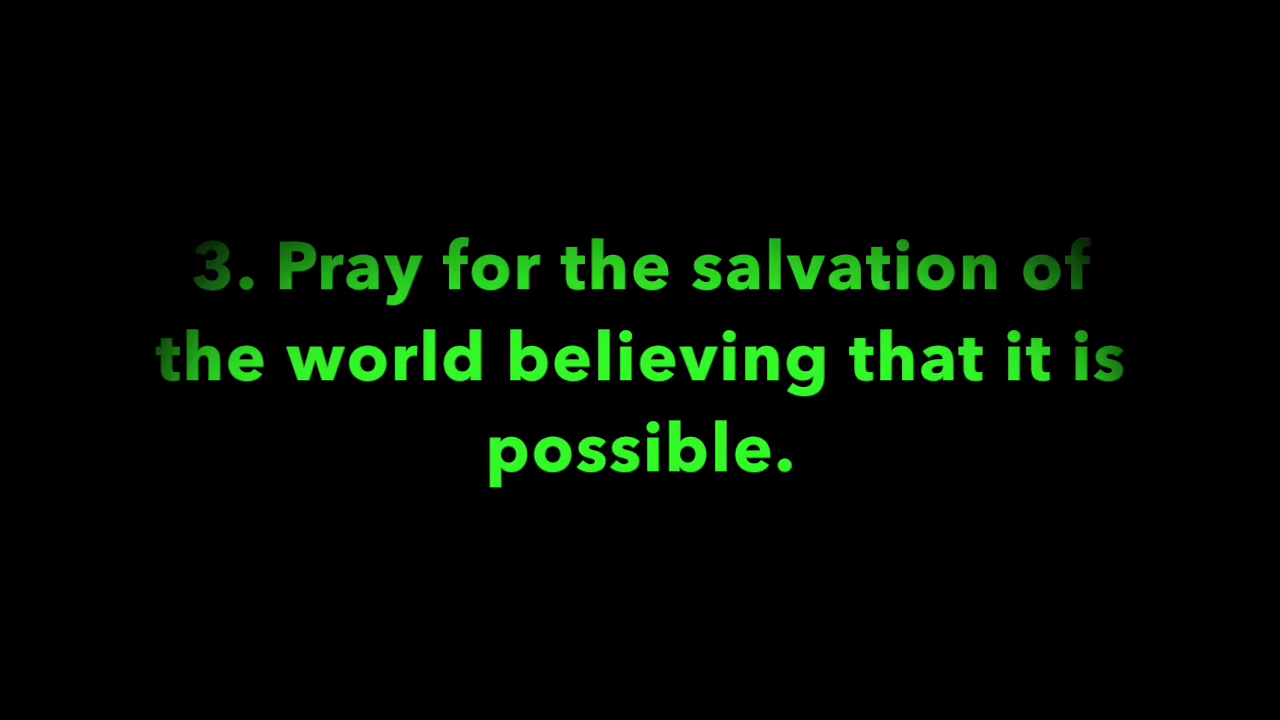 3. Pray for the salvation of
the world believing that it is
possible.